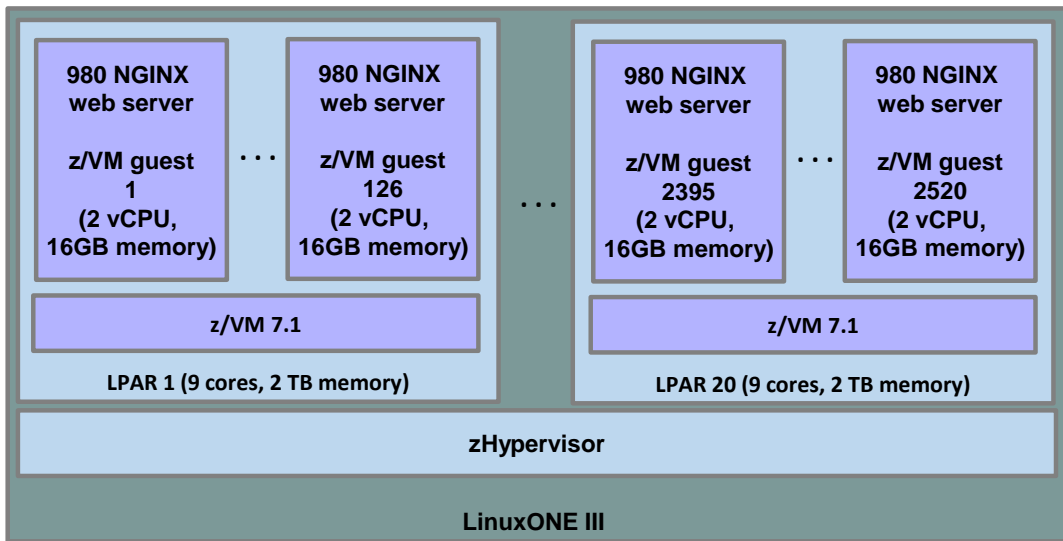 980 NGINX
web server
z/VM guest
1
(2 vCPU,
16GB memory)
. . .
980 NGINX
web server
z/VM guest
126
(2 vCPU,
16GB memory)
z/VM 7.1
LPAR 1 (9 cores, 2 TB memory)
. . .
980 NGINX
web server
z/VM guest
2395
(2 vCPU,
16GB memory)
. . .
980 NGINX
web server
z/VM guest
2520
(2 vCPU,
16GB memory)
z/VM 7.1
LPAR 20 (9 cores, 2 TB memory)
zHypervisor
LinuxONE III